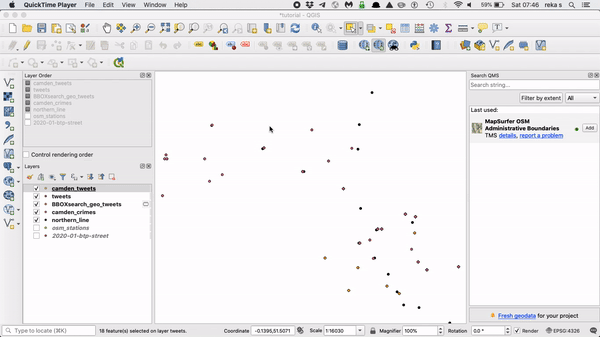 QuickTime Player File Edit View Window Help
59% Sat 07:46 reka s
*tutorial — QGIS
Layer Order
camden_tweets
tweets
BBOXsearch_geo_tweets
camden_crimes
northern_line
osm_stations
2020-01-btp-street
Control rendering order
Layers
camden_tweets
tweets
BBOXsearch_geo_tweets
camden_crimes
northern_line
osm_stations
2020-01-btp-street
Search QMS
Search string...
Filter by extent All
Last used:
MapSurfer OSM
Administrative Boundaries
TMS details, report a problem
Add
Fresh geodata for your project
Type to locate (⌘K) 18 feature(s) selected on layer tweets. Coordinate -0.1395,51.5071 Scale 1:16030 Magnifier 100% Rotation 0.0 ° Render EPSG:4326